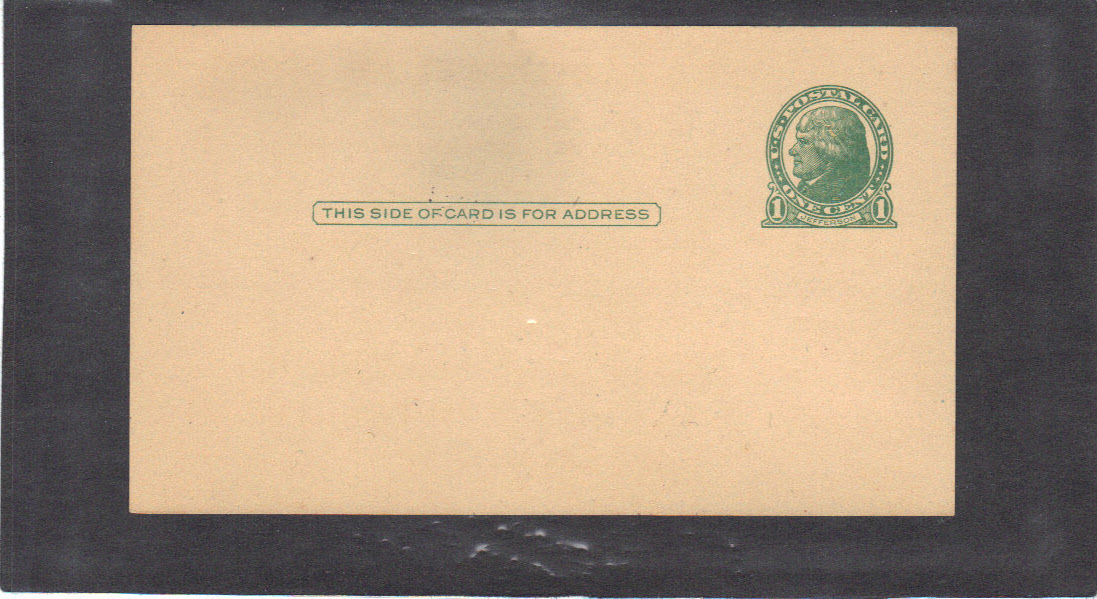 U.S. POSTAL CARD
THIS SIDE OF CARD IS FOR ADDRESS
ONE CENT
1 JEFFERSON 1